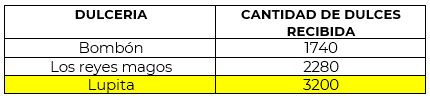 DULCERIA CANTIDAD DE DULCES RECIBIDA
Bombón 1740
Los reyes magos 2280
Lupita 3200